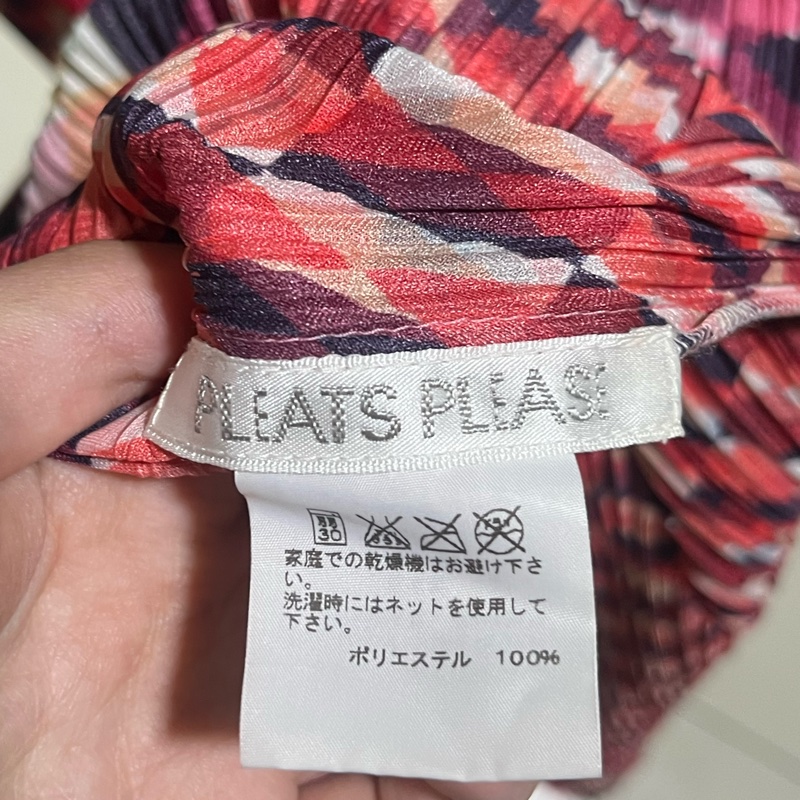 PLEATS PLEASE
家庭での乾燥機はお避け下さ
い。
洗濯時にはネットを使用して
下さい。
ポリエステル 100%